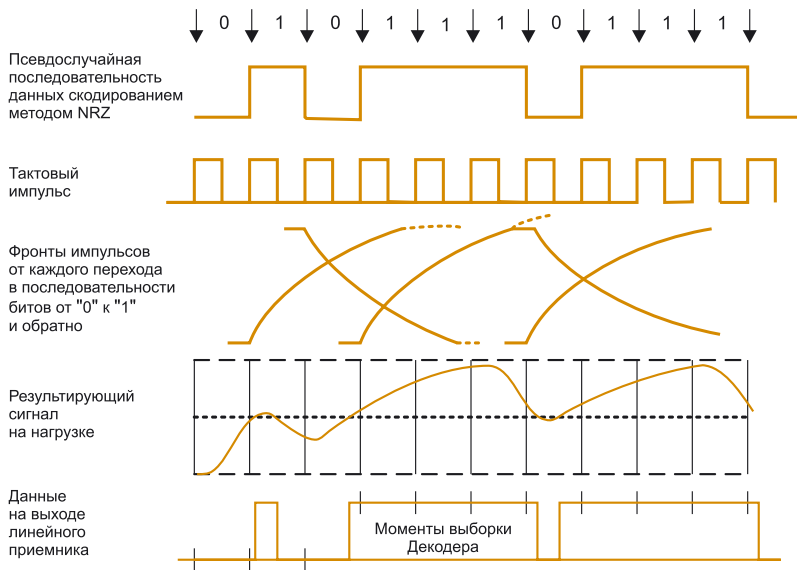 0 1 0 1 1 1 0 1 1 1
Псевдослучайная
последовательность
данных скодированием
методом NRZ
Тактовый
импульс
Фронты импульсов
от каждого перехода
в последовательности
битов от "0" к "1"
и обратно
Результирующий
сигнал
на нагрузке
Данные
на выходе
линейного
приемника
Моменты выборки
Декодера